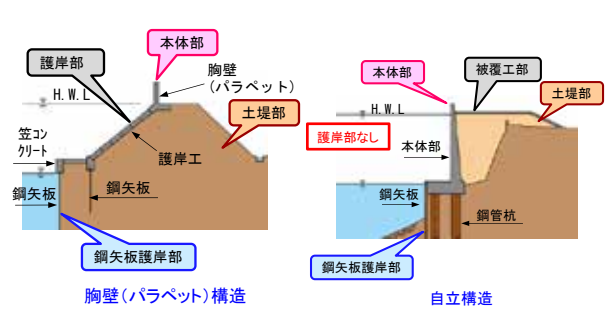 本体部
護岸部
胸壁
（パラペット）
H.W.L
土堤部
笠コン
クリート
護岸工
鋼矢板
鋼矢板
鋼矢板護岸部
胸壁（パラペット）構造
本体部
被覆工部
土堤部
H.W.L
護岸部なし
本体部
鋼矢板
鋼管杭
鋼矢板護岸部
自立構造